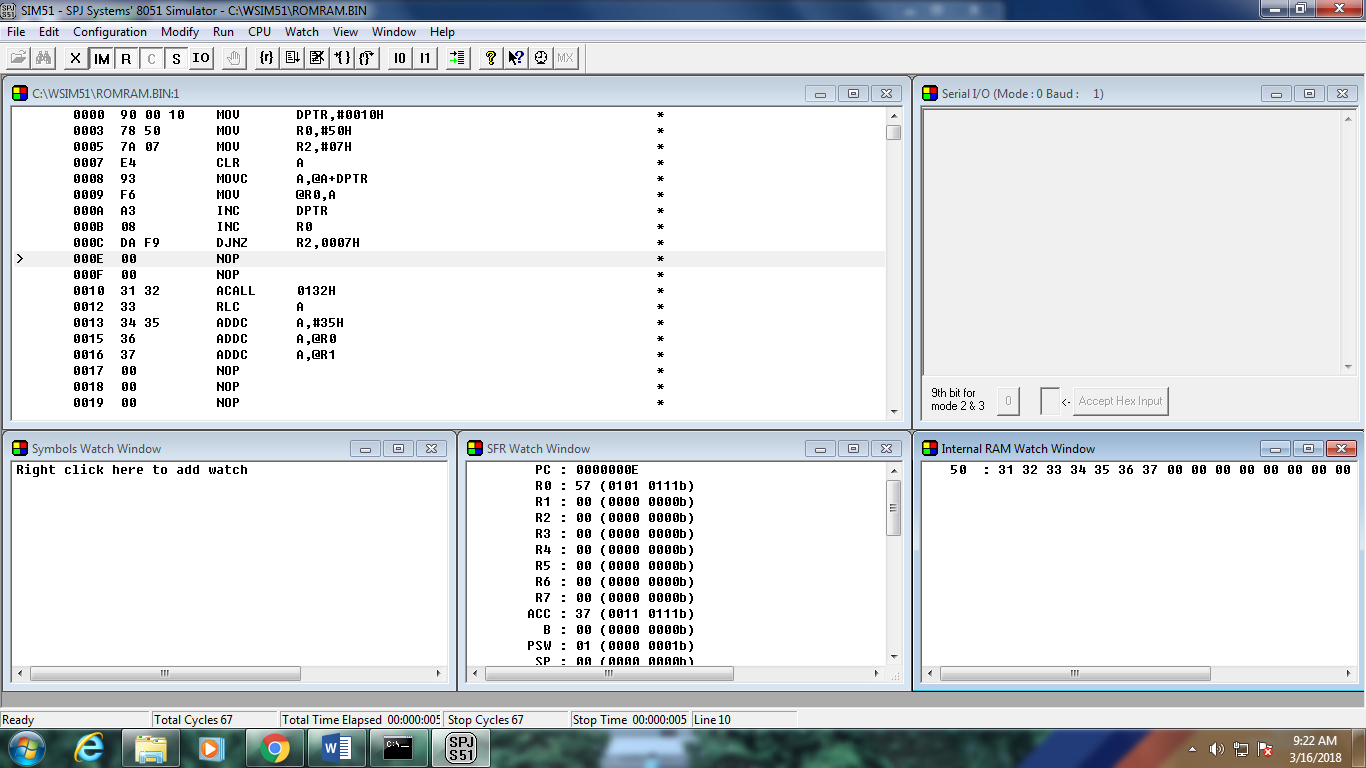 SIM51 - SPJ Systems' 8051 Simulator - C:\WSIM51\ROMRAM.BIN
File Edit Configuration Modify Run CPU Watch View Window Help
X IM R C S IO {r} *{} {}* I0 I1 ? ? MX
C:\WSIM51\ROMRAM.BIN:1
0000 90 00 10 MOV DPTR,#0010H *
0003 78 50 MOV R0,#50H *
0005 7A 07 MOV R2,#07H *
0007 E4 CLR A *
0008 93 MOVC A,@A+DPTR *
0009 F6 MOV @R0,A *
000A A3 INC DPTR *
000B 08 INC R0 *
000C DA F9 DJNZ R2,0007H *
> 000E 00 NOP *
000F 00 NOP *
0010 31 32 ACALL 0132H *
0012 33 RLC A *
0013 34 35 ADDC A,#35H *
0015 36 ADDC A,@R0 *
0016 37 ADDC A,@R1 *
0017 00 NOP *
0018 00 NOP *
0019 00 NOP *
Serial I/O (Mode : 0 Baud : 1)
9th bit for
mode 2 & 3 0 <- Accept Hex Input
Symbols Watch Window
Right click here to add watch
SFR Watch Window
PC : 0000000E
R0 : 57 (0101 0111b)
R1 : 00 (0000 0000b)
R2 : 00 (0000 0000b)
R3 : 00 (0000 0000b)
R4 : 00 (0000 0000b)
R5 : 00 (0000 0000b)
R6 : 00 (0000 0000b)
R7 : 00 (0000 0000b)
ACC : 37 (0011 0111b)
B : 00 (0000 0000b)
PSW : 01 (0000 0001b)
SP : 00 (0000 0000b)
Internal RAM Watch Window
50 : 31 32 33 34 35 36 37 00 00 00 00 00 00 00 00
Ready Total Cycles 67 Total Time Elapsed 00:000:005 Stop Cycles 67 Stop Time 00:000:005 Line 10
SPJ
S51
9:22 AM
3/16/2018